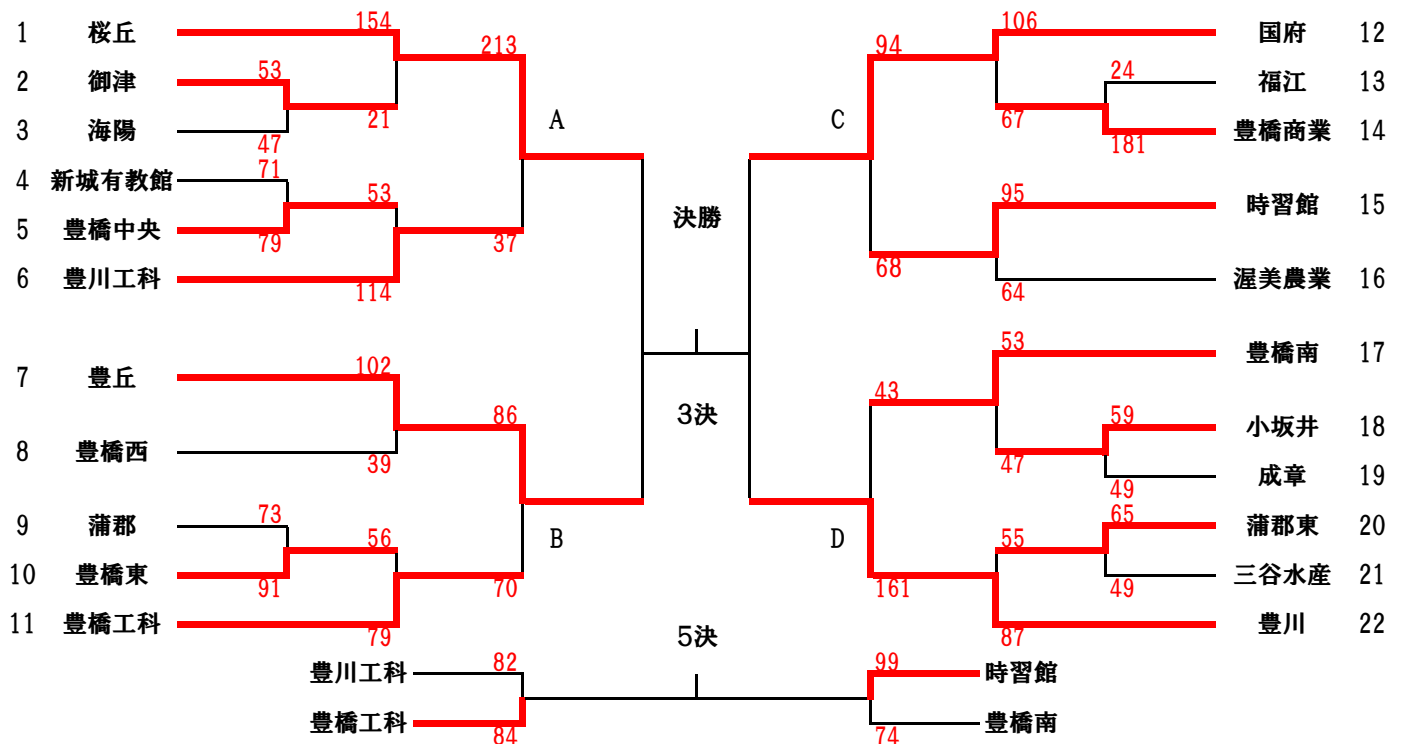 1 桜丘 154 213 94 106 国府 12
2 御津 53 24 福江 13
3 海陽 47 21 A C 67 181 豊橋商業 14
4 新城有教館 71 53 95 時習館 15
5 豊橋中央 79 37 決勝 68
6 豊川工科 114 64 渥美農業 16
7 豊丘 102 86 3決 43 53 豊橋南 17
8 豊橋西 39 47 59 小坂井 18
49 成章 19
9 蒲郡 73 56 B D 55 65 蒲郡東 20
10 豊橋東 91 70 161 49 三谷水産 21
11 豊橋工科 79 87 豊川 22
5決
豊川工科 82 99 時習館
豊橋工科 84 74 豊橋南